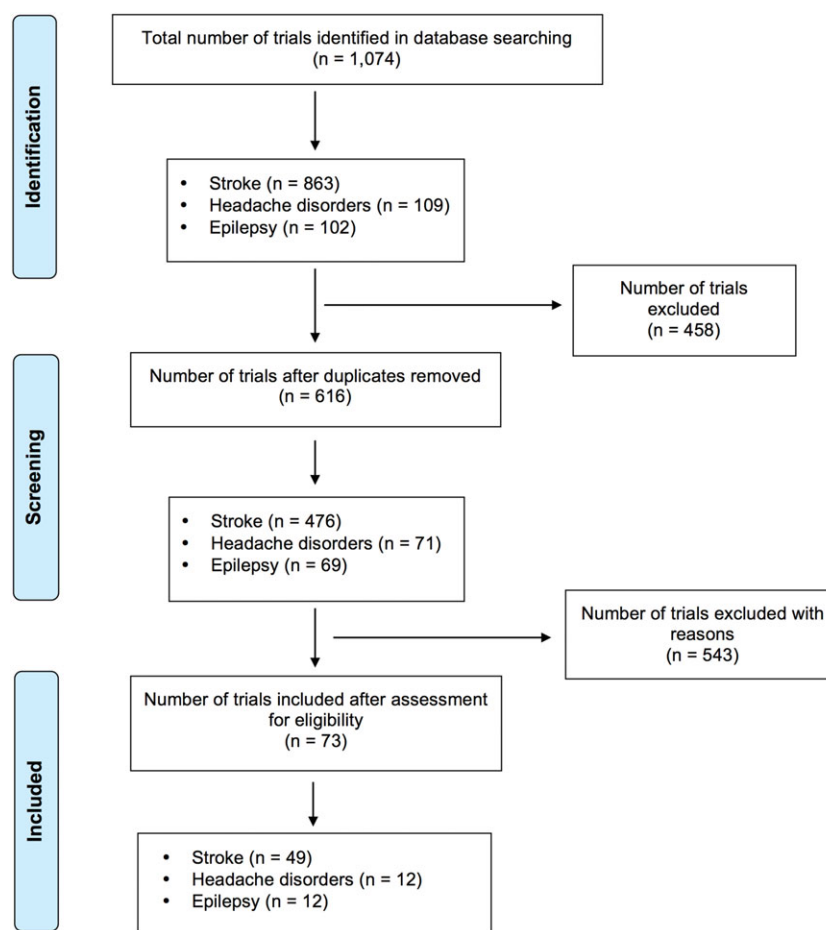 Identification
Total number of trials identified in database searching
(n = 1,074)
• Stroke (n = 863)
• Headache disorders (n = 109)
• Epilepsy (n = 102)
Number of trials
excluded
(n = 458)
Screening
Number of trials after duplicates removed
(n = 616)
• Stroke (n = 476)
• Headache disorders (n = 71)
• Epilepsy (n = 69)
Number of trials excluded with
reasons
(n = 543)
Included
Number of trials included after assessment
for eligibility
(n = 73)
• Stroke (n = 49)
• Headache disorders (n = 12)
• Epilepsy (n = 12)